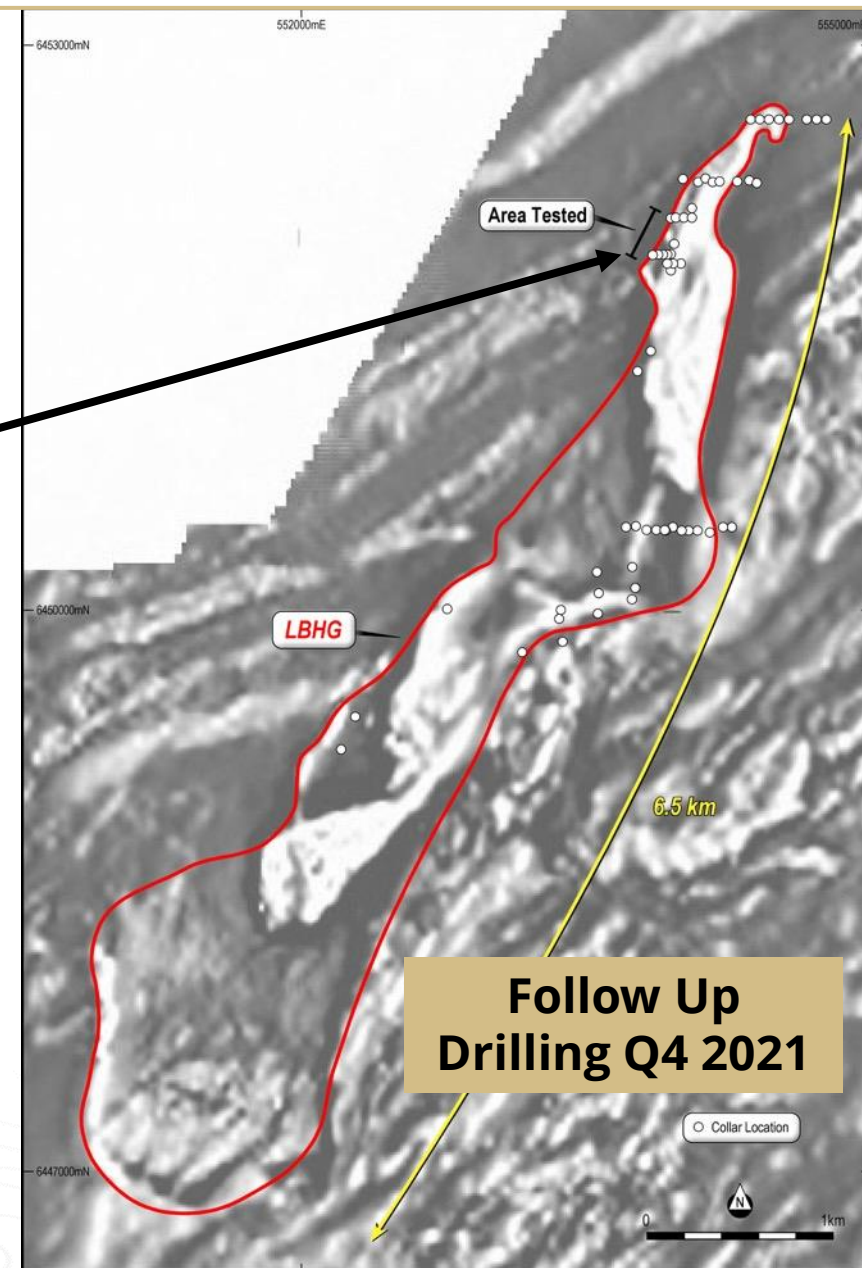 552000mE
555000mE
6453000mN
Area Tested
6450000mN
LBHG
6.5 km
Follow Up
Drilling Q4 2021
Collar Location
6447000mN
N
0
1km